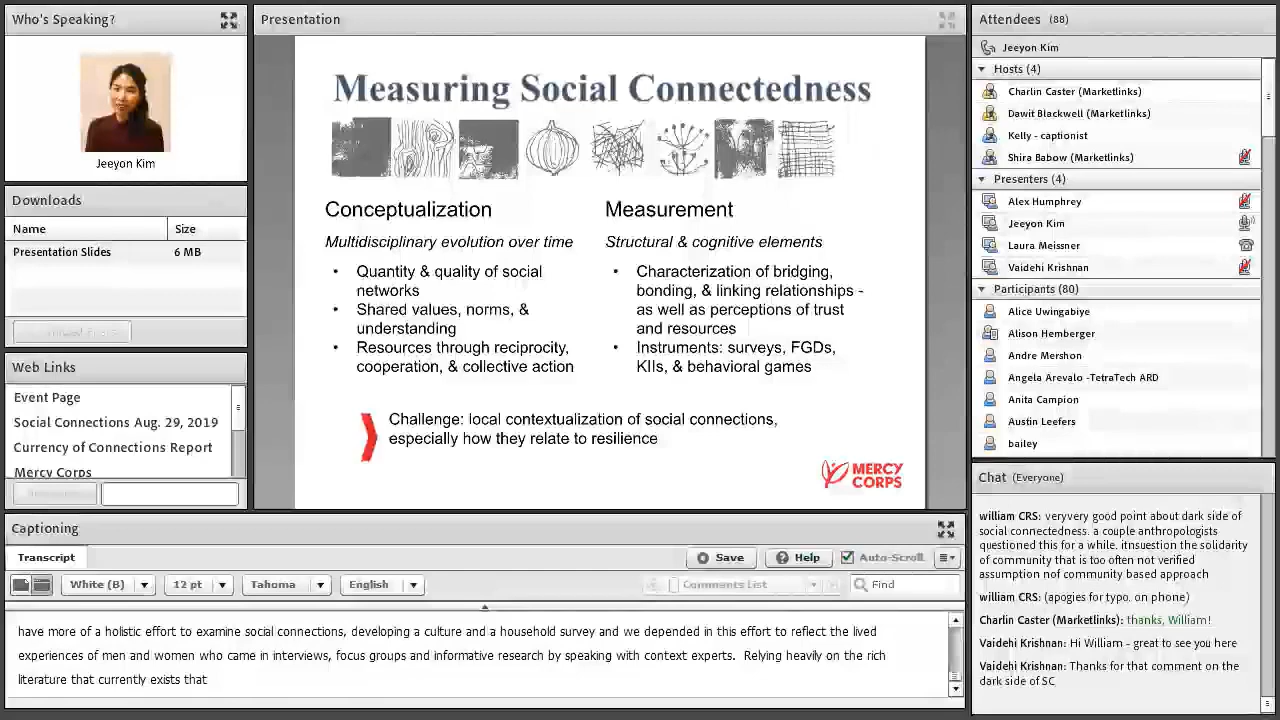 Who's Speaking?
Jeeyon Kim
Downloads
Name Size
Presentation Slides 6 MB
Web Links
Event Page
Social Connections Aug. 29, 2019
Currency of Connections Report
Mercy Corps
Presentation
Measuring Social Connectedness
Conceptualization
Multidisciplinary evolution over time
• Quantity & quality of social
networks
• Shared values, norms, &
understanding
• Resources through reciprocity,
cooperation, & collective action
Measurement
Structural & cognitive elements
• Characterization of bridging,
bonding, & linking relationships -
as well as perceptions of trust
and resources
• Instruments: surveys, FGDs,
KIIs, & behavioral games
Challenge: local contextualization of social connections,
especially how they relate to resilience
MERCY
CORPS
Captioning
Transcript
Save Help Auto-Scroll
White (B) 12 pt Tahoma English Comments List Find
have more of a holistic effort to examine social connections, developing a culture and a household survey and we depended in this effort to reflect the lived
experiences of men and women who came in interviews, focus groups and informative research by speaking with context experts. Relying heavily on the rich
literature that currently exists that
Attendees (88)
Jeeyon Kim
Hosts (4)
Charlin Caster (Marketlinks)
Dawit Blackwell (Marketlinks)
Kelly - captionist
Shira Babow (Marketlinks)
Presenters (4)
Alex Humphrey
Jeeyon Kim
Laura Meissner
Vaidehi Krishnan
Participants (80)
Alice Uwingabiye
Alison Hemberger
Andre Mershon
Angela Arevalo -TetraTech ARD
Anita Campion
Austin Leefers
bailey
Chat (Everyone)
william CRS: veryvery good point about dark side of
social connectedness. a couple anthropologists
questioned this for a while. itnsuestion the solidarity
of community that is too often not verified
assumption nof community based approach
william CRS: (apogies for typo. on phone)
Charlin Caster (Marketlinks): thanks, William!
Vaidehi Krishnan: Hi William - great to see you here
Vaidehi Krishnan: Thanks for that comment on the
dark side of SC